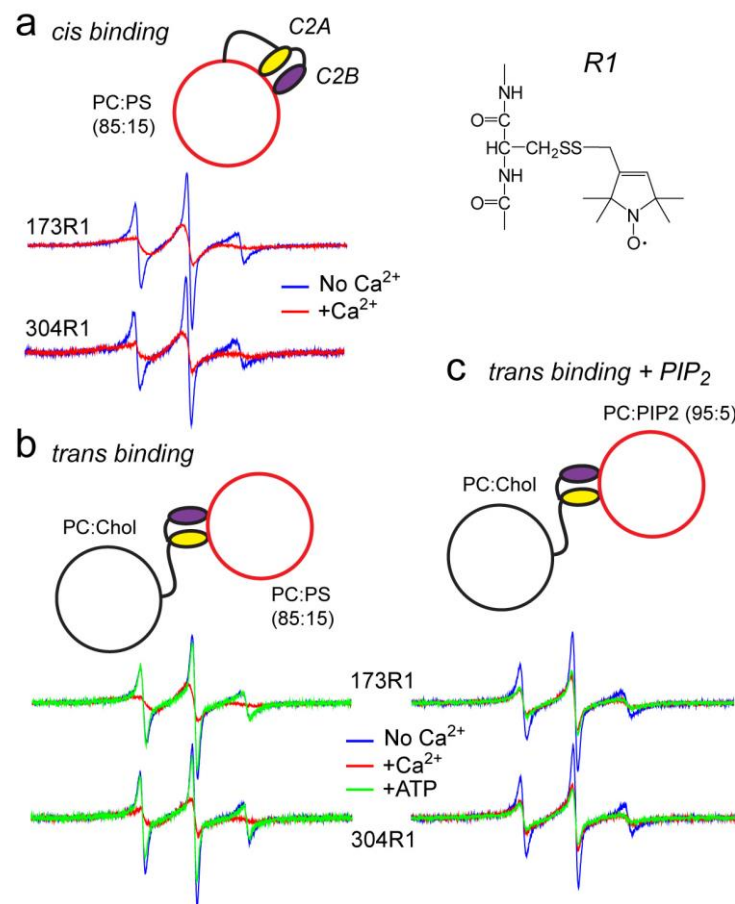 a cis binding
C2A
C2B
PC:PS
(85:15)
R1
NH
O=C
CH—CH₂SS
NH
O=C
N
O•
173R1
No Ca²⁺
+Ca²⁺
304R1
c trans binding + PIP₂
PC:PIP2 (95:5)
PC:Chol
b trans binding
PC:Chol
PC:PS
(85:15)
173R1
No Ca²⁺
+Ca²⁺
+ATP
304R1